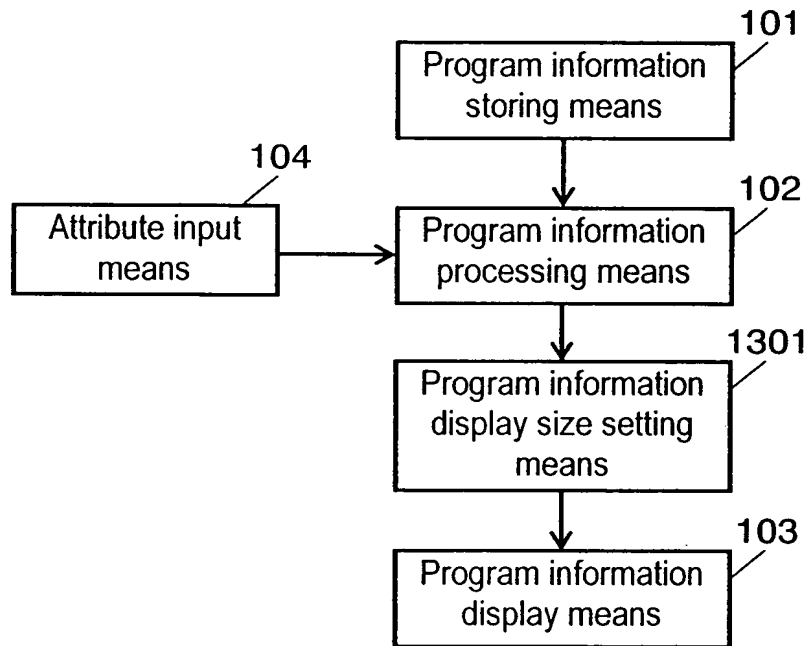 101
Program information
storing means
104
Attribute input
means
102
Program information
processing means
1301
Program information
display size setting
means
103
Program information
display means